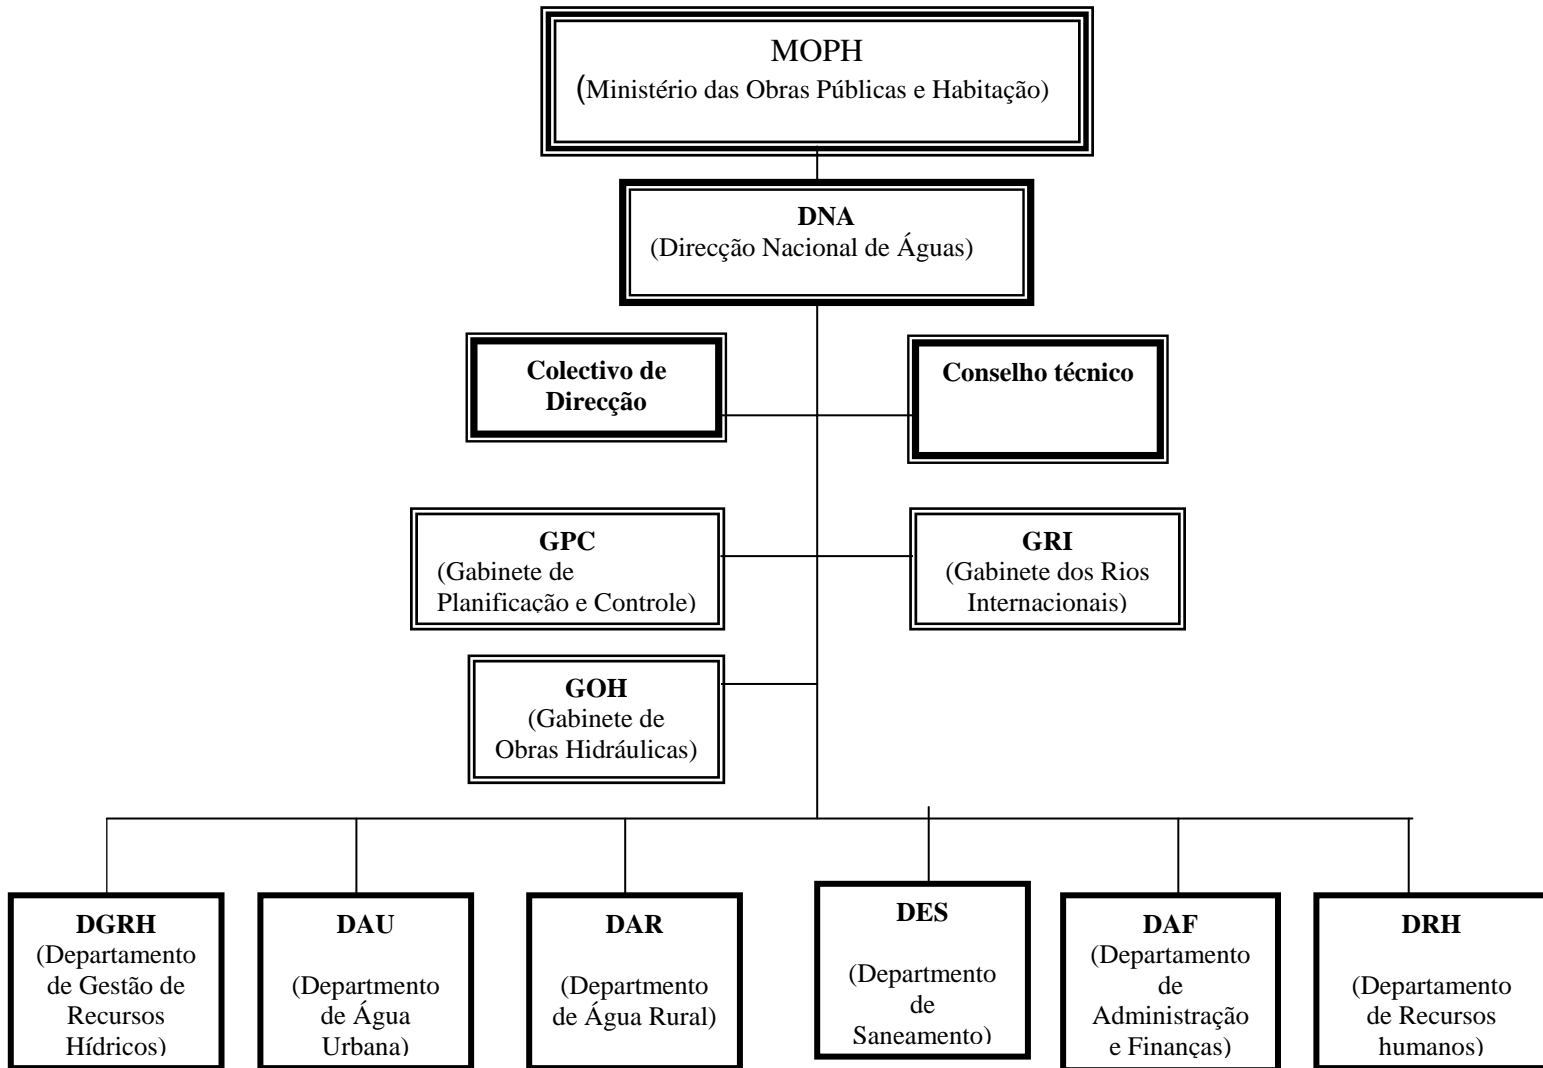 MOPH
(Ministério das Obras Públicas e Habitação)
DNA
(Direcção Nacional de Águas)
Colectivo de
Direcção
Conselho técnico
GPC
(Gabinete de
Planificação e Controle)
GRI
(Gabinete dos Rios
Internacionais)
GOH
(Gabinete de
Obras Hidráulicas)
DGRH
(Departamento
de Gestão de
Recursos
Hídricos)
DAU
(Departmento
de Água
Urbana)
DAR
(Departmento
de Água Rural)
DES
(Departmento
de
Saneamento)
DAF
(Departamento
de
Administração
e Finanças)
DRH
(Departamento
de Recursos
humanos)